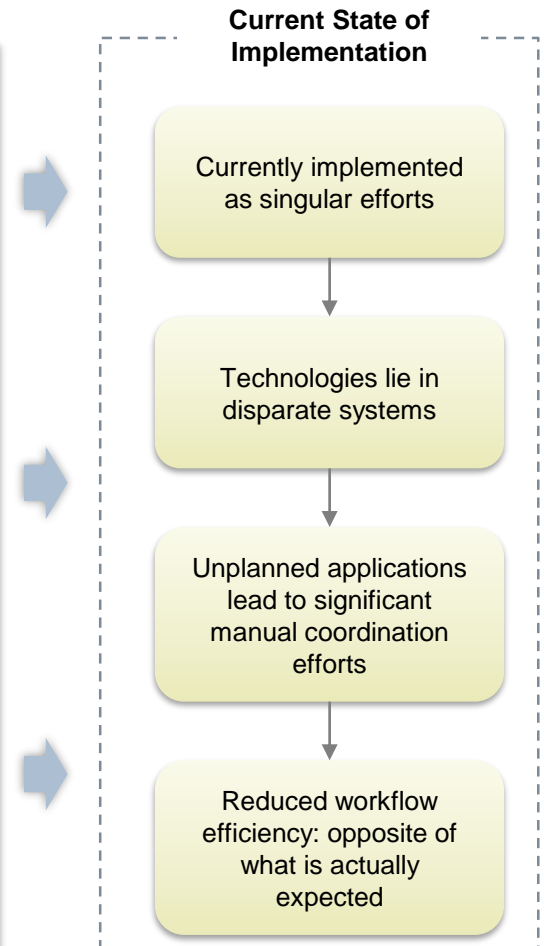 Current State of
Implementation
Currently implemented
as singular efforts
Technologies lie in
disparate systems
Unplanned applications
lead to significant
manual coordination
efforts
Reduced workflow
efficiency: opposite of
what is actually
expected